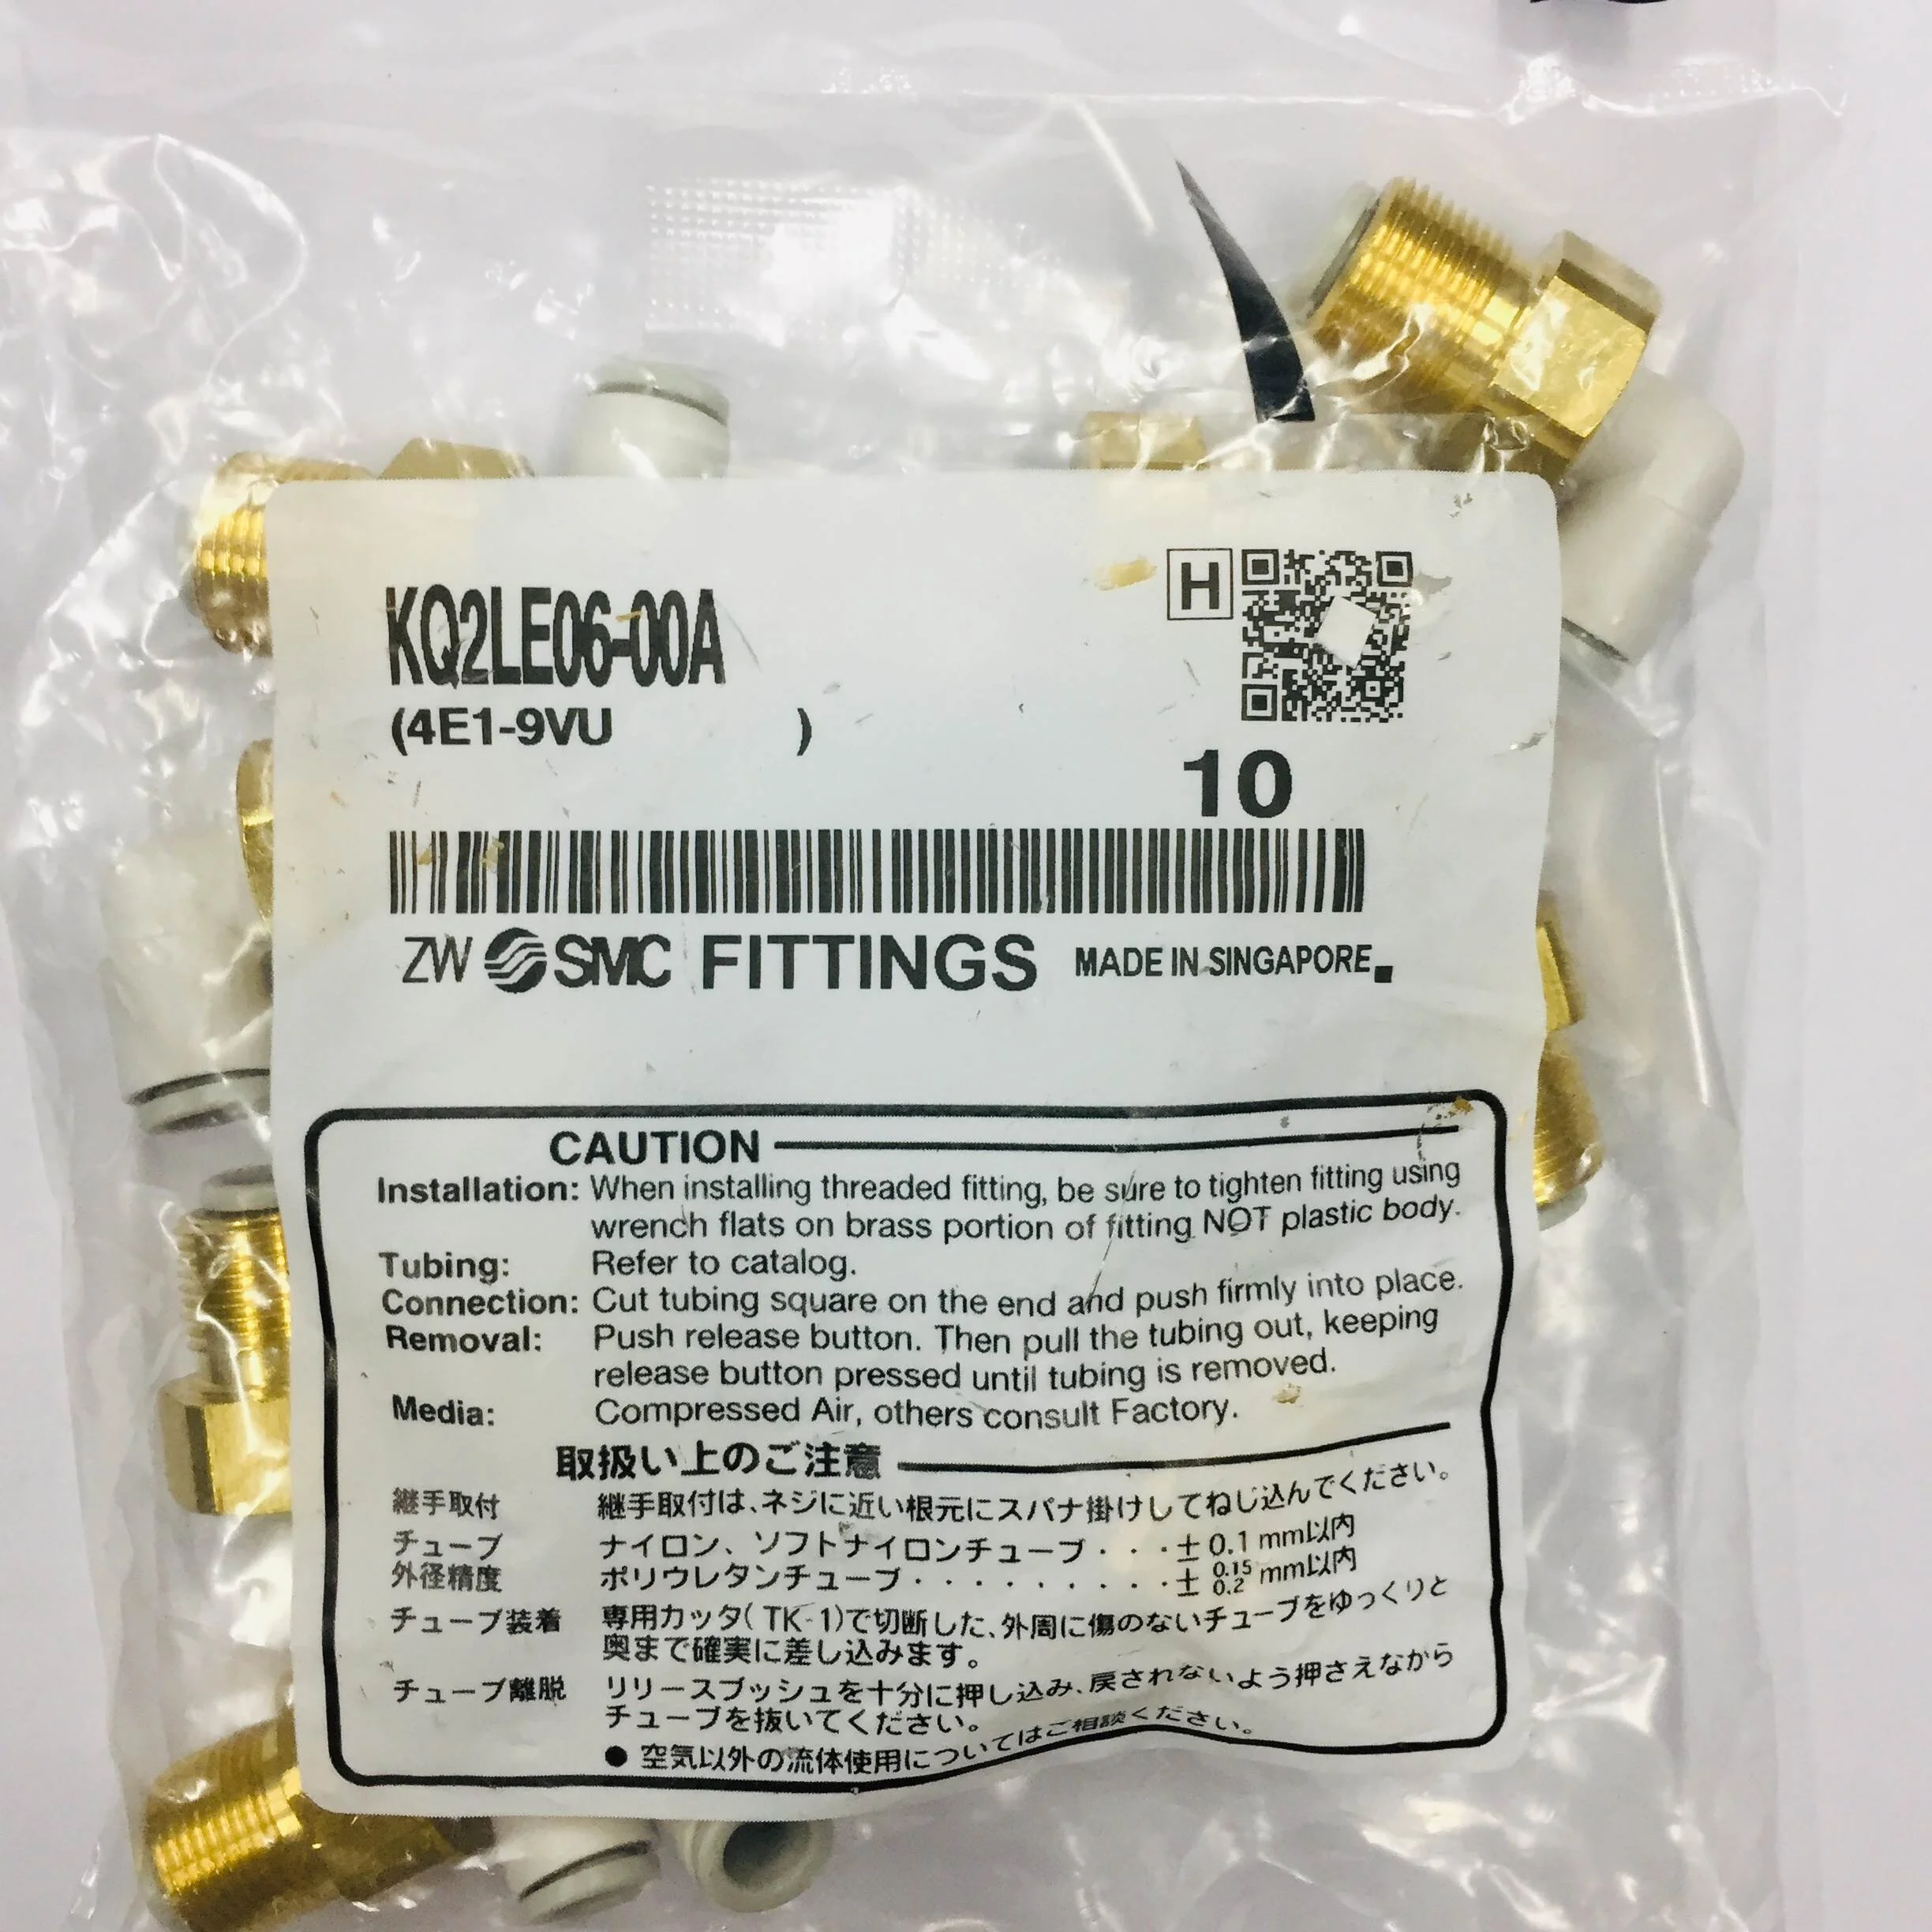 KQ2LE06-00A
H
(4E1-9VU )
10
ZW SMC FITTINGS MADE IN SINGAPORE
CAUTION
Installation: When installing threaded fitting, be sure to tighten fitting using
wrench flats on brass portion of fitting NOT plastic body.
Tubing: Refer to catalog.
Connection: Cut tubing square on the end and push firmly into place.
Removal: Push release button. Then pull the tubing out, keeping
release button pressed until tubing is removed.
Media: Compressed Air, others consult Factory.
取扱い上のご注意
継手取付 継手取付は、ネジに近い根元にスパナ掛けしてねじ込んでください。
チューブ ナイロン、ソフトナイロンチューブ・・・± 0.1 mm以内
外径精度 ポリウレタンチューブ・・・・・・・・・± 0.15 0.2 mm以内
チューブ装着 専用カッタ(TK-1)で切断した、外周に傷のないチューブをゆっくりと
奥まで確実に差し込みます。
チューブ離脱 リリースブッシュを十分に押し込み、戻されないよう押さえながら
チューブを抜いてください。
● 空気以外の流体使用についてはご相談ください。